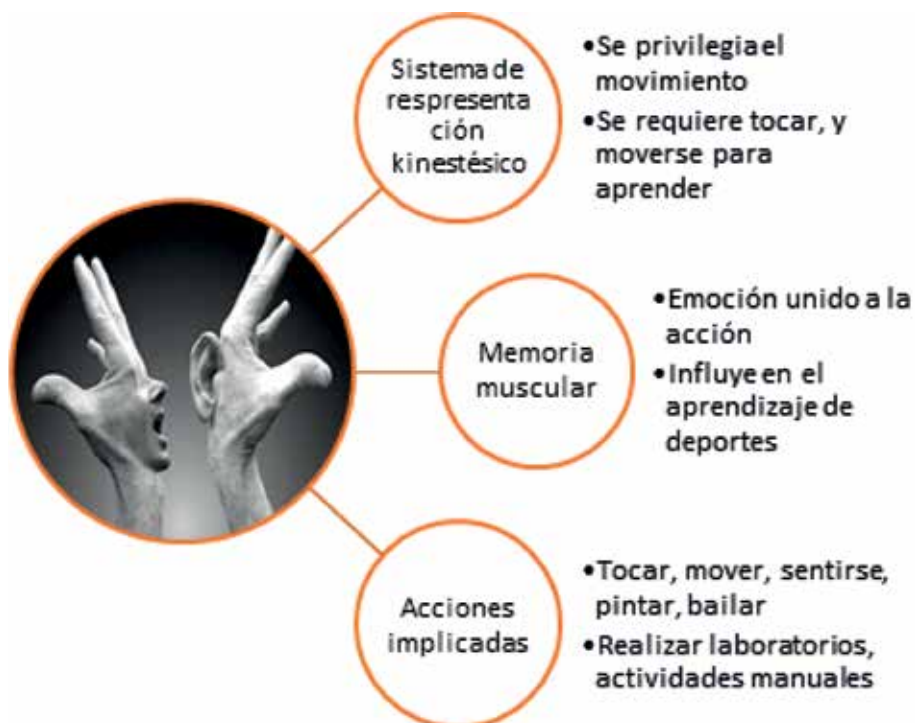 Sistema de
respresenta
ción
kinestésico
•Se privilegia el
movimiento
•Se requiere tocar, y
moverse para
aprender
Memoria
muscular
•Emoción unido a la
acción
•Influye en el
aprendizaje de
deportes
Acciones
implicadas
•Tocar, mover, sentirse,
pintar, bailar
•Realizar laboratorios,
actividades manuales